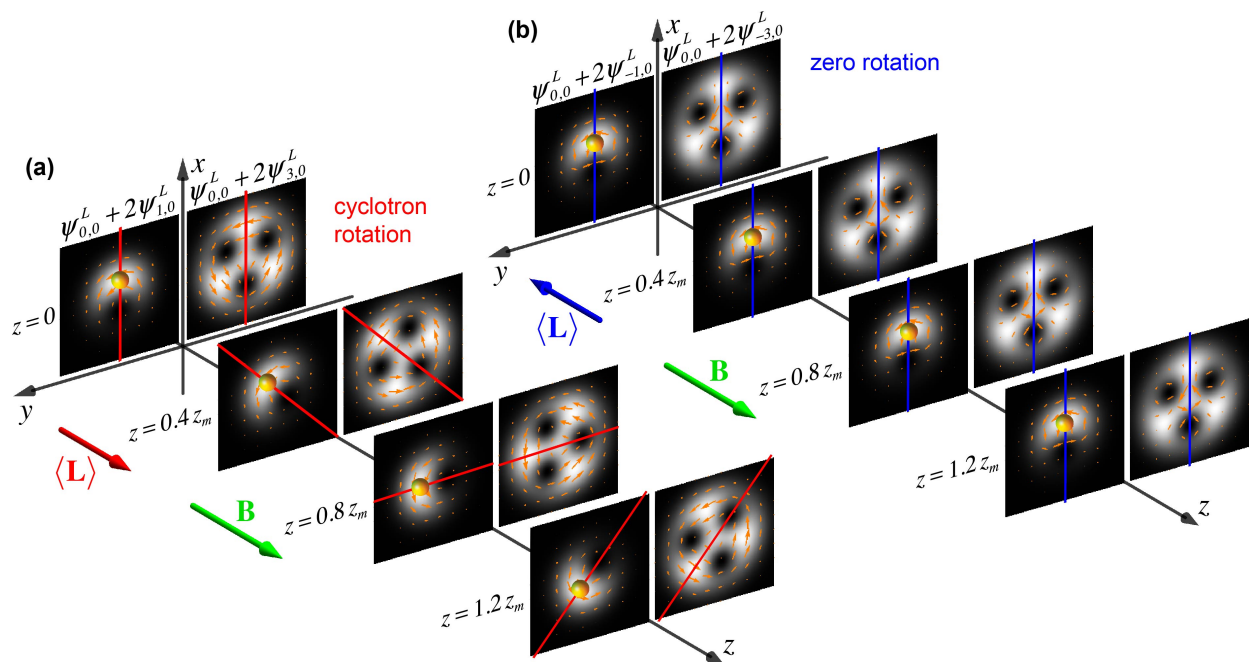 (a)
x
ψ^L_{0,0} + 2ψ^L_{1,0}
ψ^L_{0,0} + 2ψ^L_{3,0}
cyclotron
rotation
z = 0
y
z = 0.4 z_m
⟨L⟩
z = 0.8 z_m
B
z = 1.2 z_m
z
(b)
x
ψ^L_{0,0} + 2ψ^L_{-1,0}
ψ^L_{0,0} + 2ψ^L_{-3,0}
zero rotation
z = 0
y
z = 0.4 z_m
⟨L⟩
B
z = 0.8 z_m
z = 1.2 z_m
z